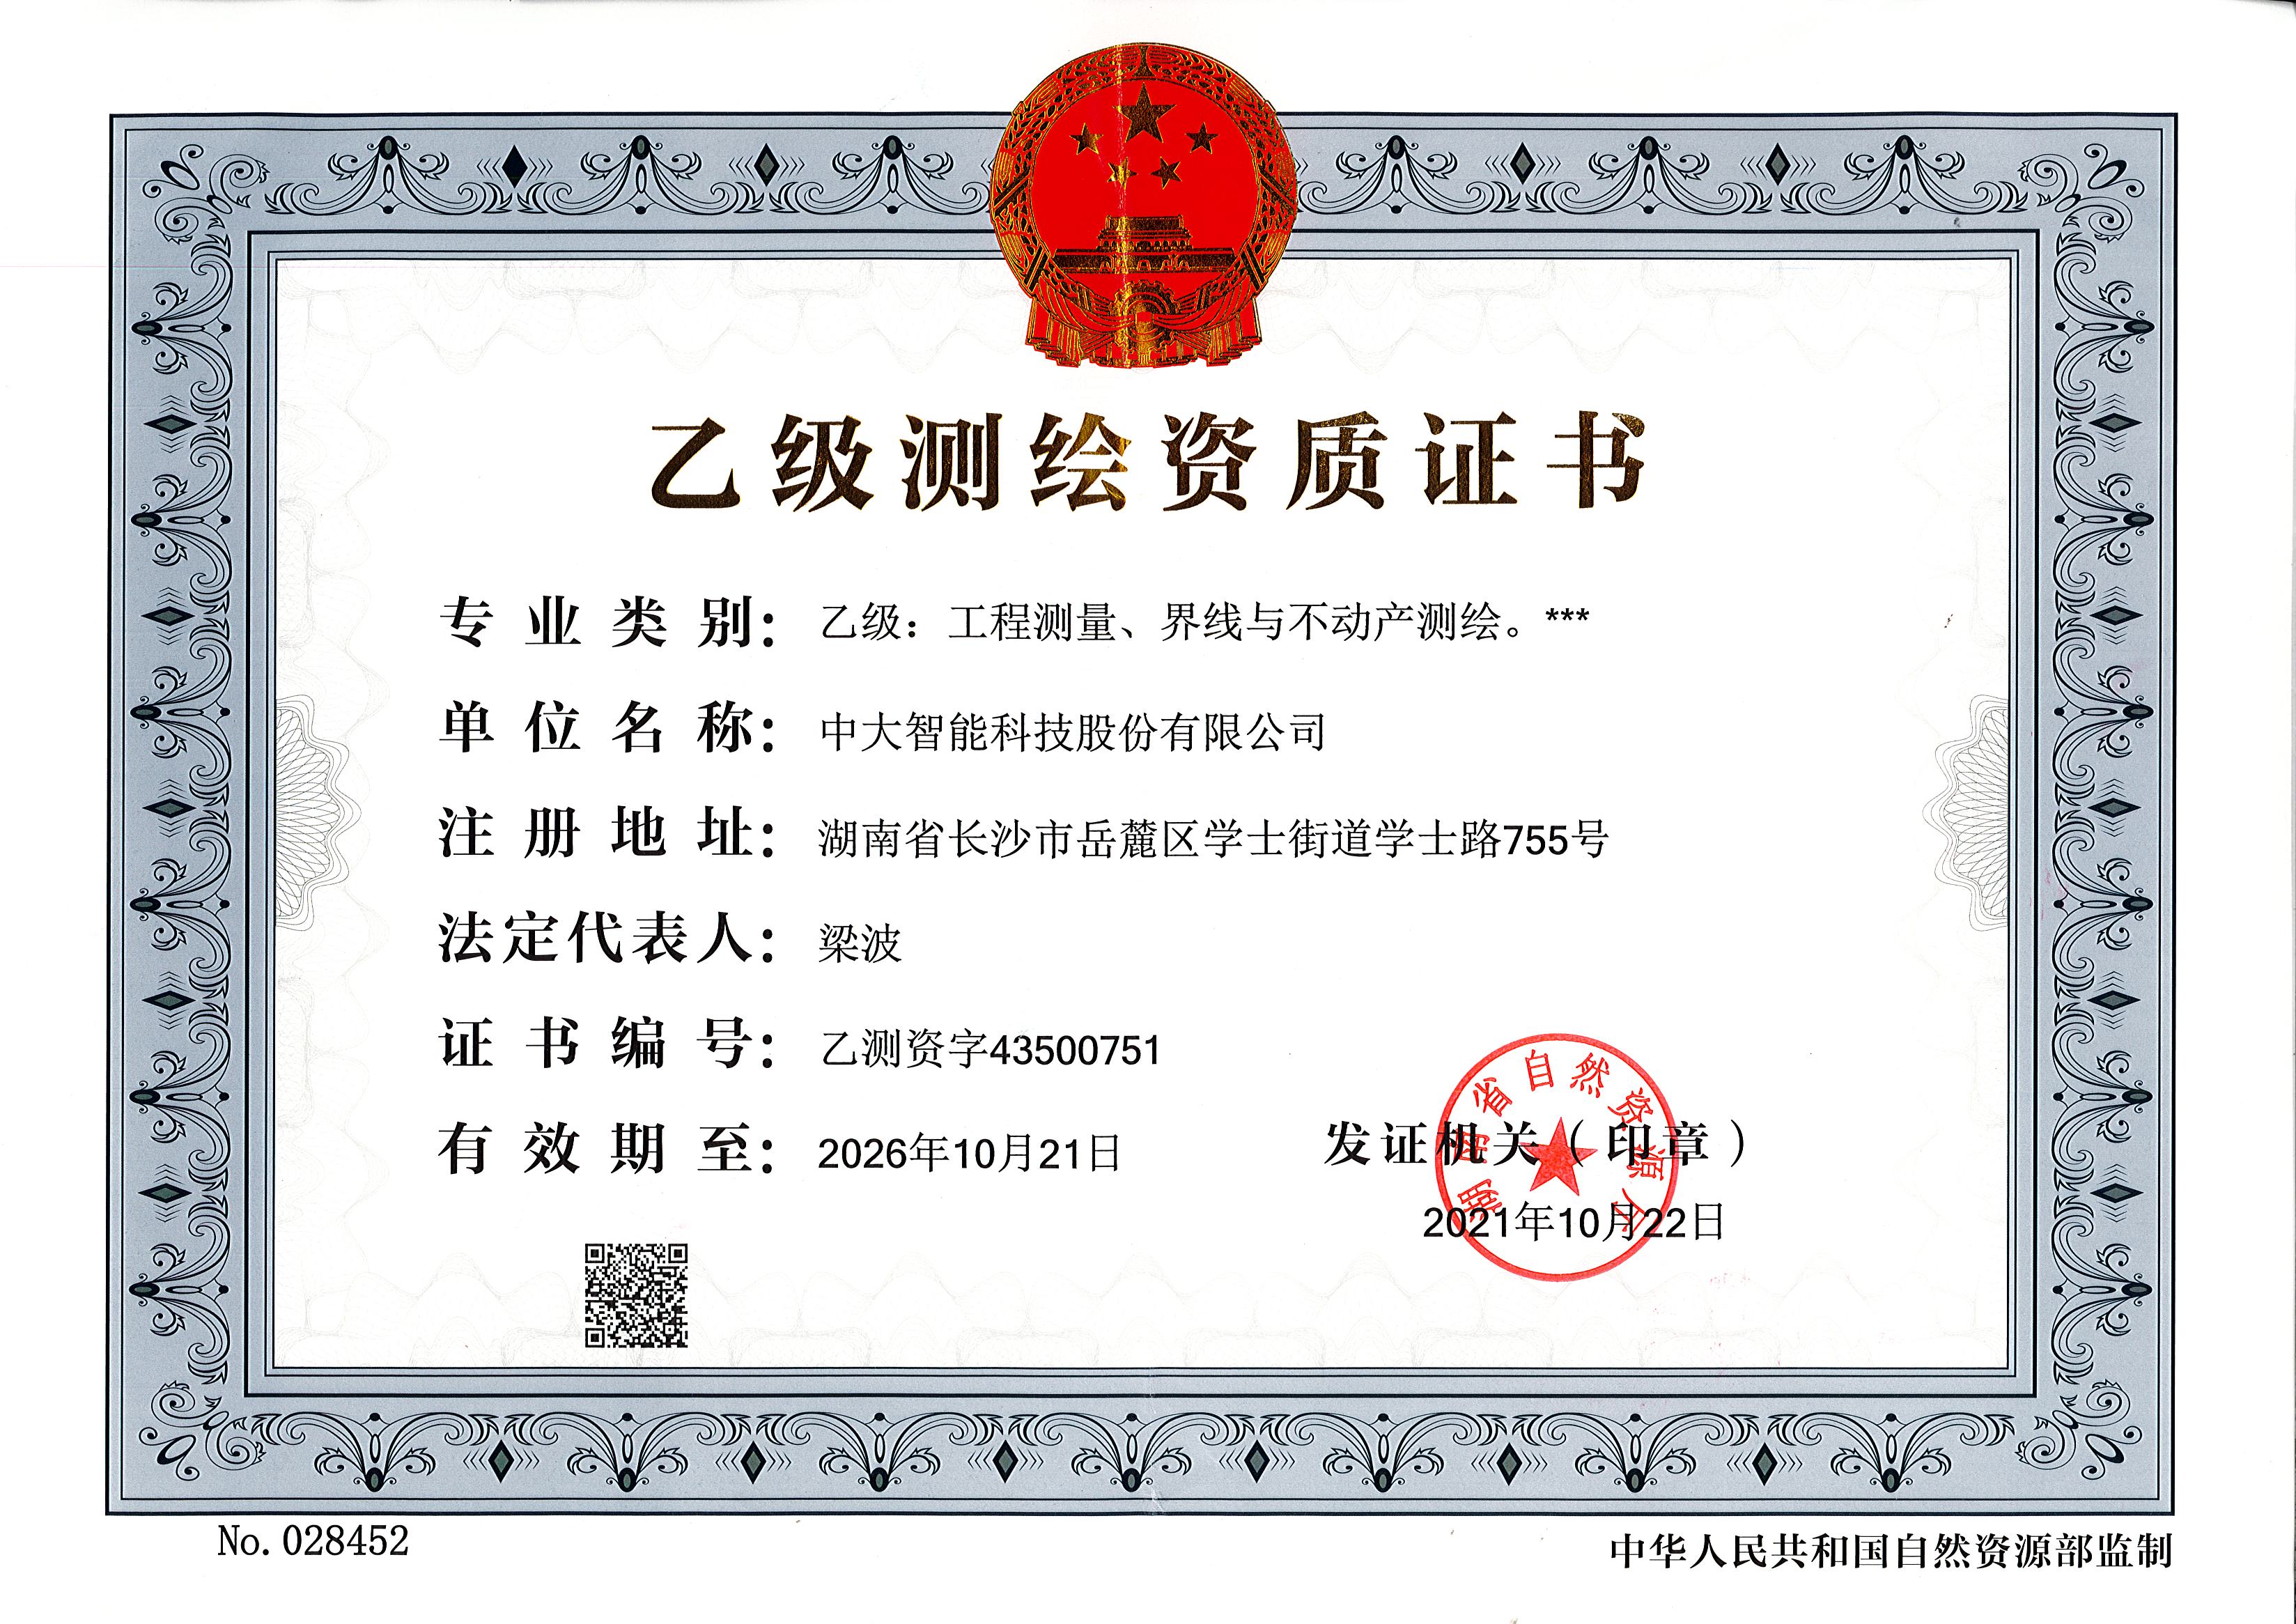 乙级测绘资质证书
专业类别：乙级：工程测量、界线与不动产测绘。***
单位名称：中大智能科技股份有限公司
注册地址：湖南省长沙市岳麓区学士街道学士路755号
法定代表人：梁波
证书编号：乙测资字43500751
有效期至：2026年10月21日
发证机关（印章）
湖南省自然资源厅
2021年10月22日
No. 028452
中华人民共和国自然资源部监制